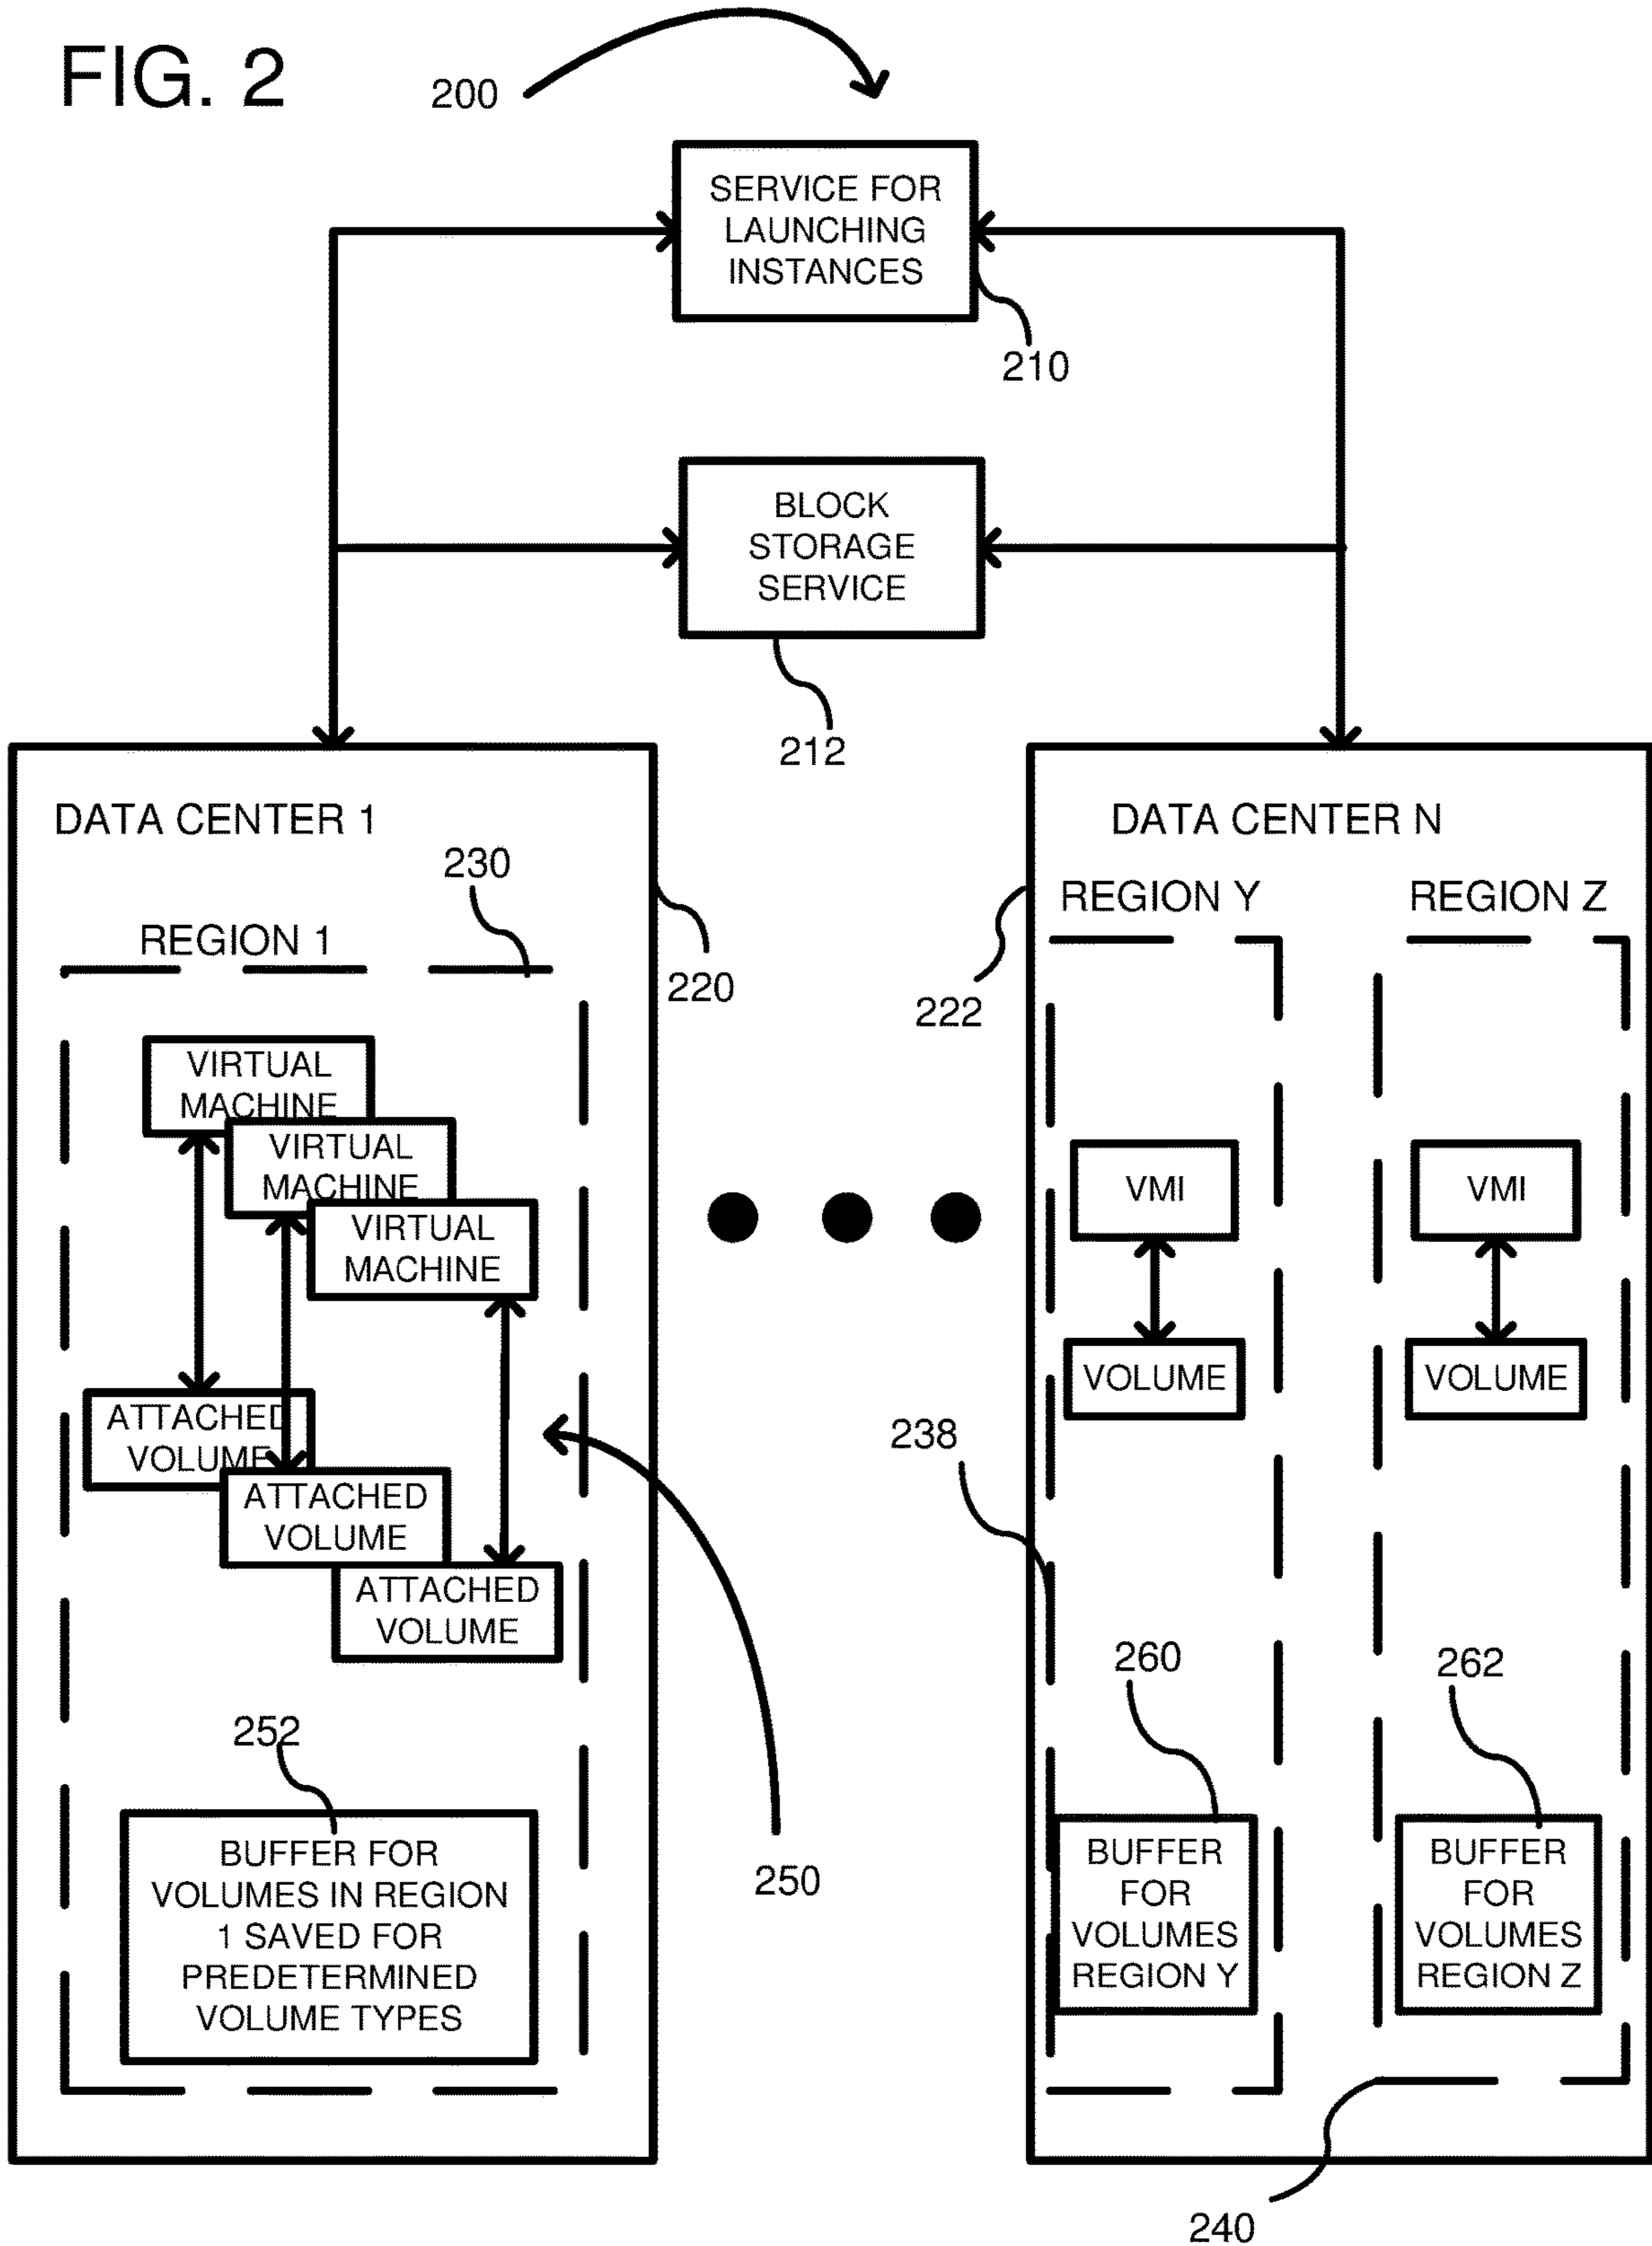 FIG. 2
200
SERVICE FOR
LAUNCHING
INSTANCES
210
BLOCK
STORAGE
SERVICE
212
DATA CENTER 1
230
REGION 1
220
VIRTUAL
MACHINE
VIRTUAL
MACHINE
VIRTUAL
MACHINE
ATTACHED
VOLUME
ATTACHED
VOLUME
ATTACHED
VOLUME
252
BUFFER FOR
VOLUMES IN REGION
1 SAVED FOR
PREDETERMINED
VOLUME TYPES
250
DATA CENTER N
REGION Y
REGION Z
222
VMI
VMI
VOLUME
VOLUME
238
260
262
BUFFER
FOR
VOLUMES
REGION Y
BUFFER
FOR
VOLUMES
REGION Z
240